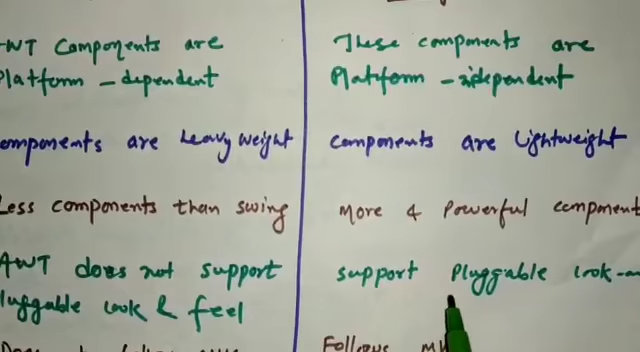 AWT Components are
Platform - dependent
Components are heavy weight
Less components than swing
AWT does not support
Pluggable look & feel
These components are
Platform - independent
components are lightweight
More & Powerful component
support Pluggable look -
Follows